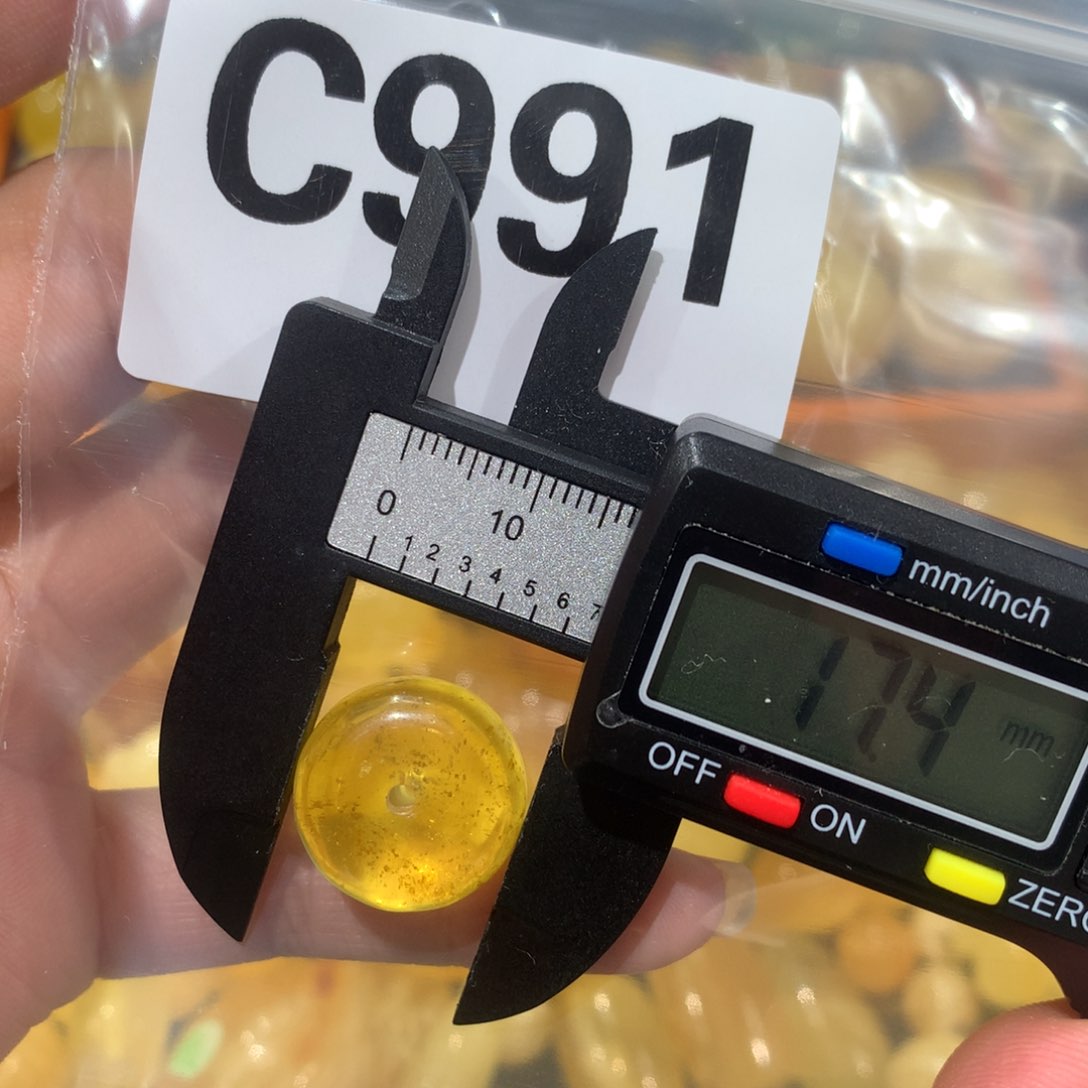 C991
0 10
1 2 3 4 5 6 7
mm/inch
17.4 mm
OFF ON
ZERO